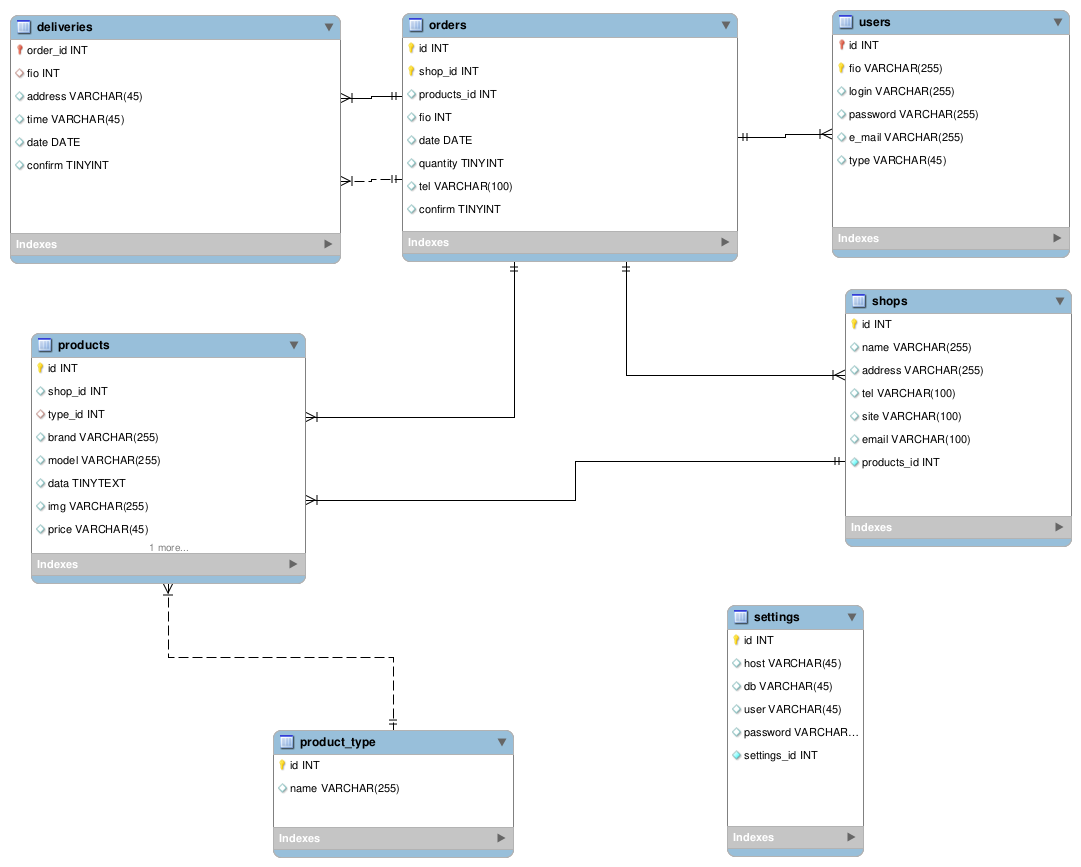 deliveries
order_id INT
fio INT
address VARCHAR(45)
time VARCHAR(45)
date DATE
confirm TINYINT
Indexes
orders
id INT
shop_id INT
products_id INT
fio INT
date DATE
quantity TINYINT
tel VARCHAR(100)
confirm TINYINT
Indexes
users
id INT
fio VARCHAR(255)
login VARCHAR(255)
password VARCHAR(255)
e_mail VARCHAR(255)
type VARCHAR(45)
Indexes
products
id INT
shop_id INT
type_id INT
brand VARCHAR(255)
model VARCHAR(255)
data TINYTEXT
img VARCHAR(255)
price VARCHAR(45)
1 more...
Indexes
shops
id INT
name VARCHAR(255)
address VARCHAR(255)
tel VARCHAR(100)
site VARCHAR(100)
email VARCHAR(100)
products_id INT
Indexes
product_type
id INT
name VARCHAR(255)
Indexes
settings
id INT
host VARCHAR(45)
db VARCHAR(45)
user VARCHAR(45)
password VARCHAR...
settings_id INT
Indexes